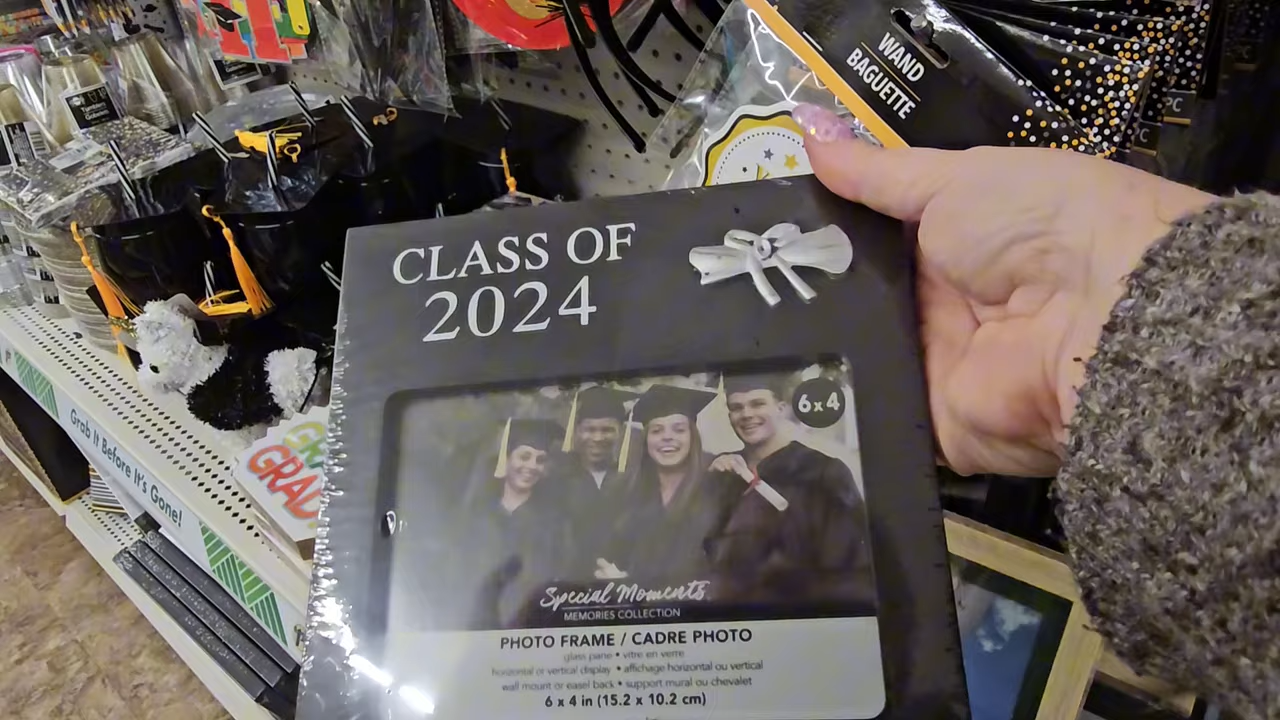 WAND
BAGUETTE
PC
CLASS OF
2024
6x4
Special Moments
MEMORIES COLLECTION
PHOTO FRAME / CADRE PHOTO
glass pane • vitre en verre
horizontal or vertical display • affichage horizontal ou vertical
wall mount or easel back • support mural ou chevalet
6 x 4 in (15.2 x 10.2 cm)
Grab It Before It's Gone!
GRAD